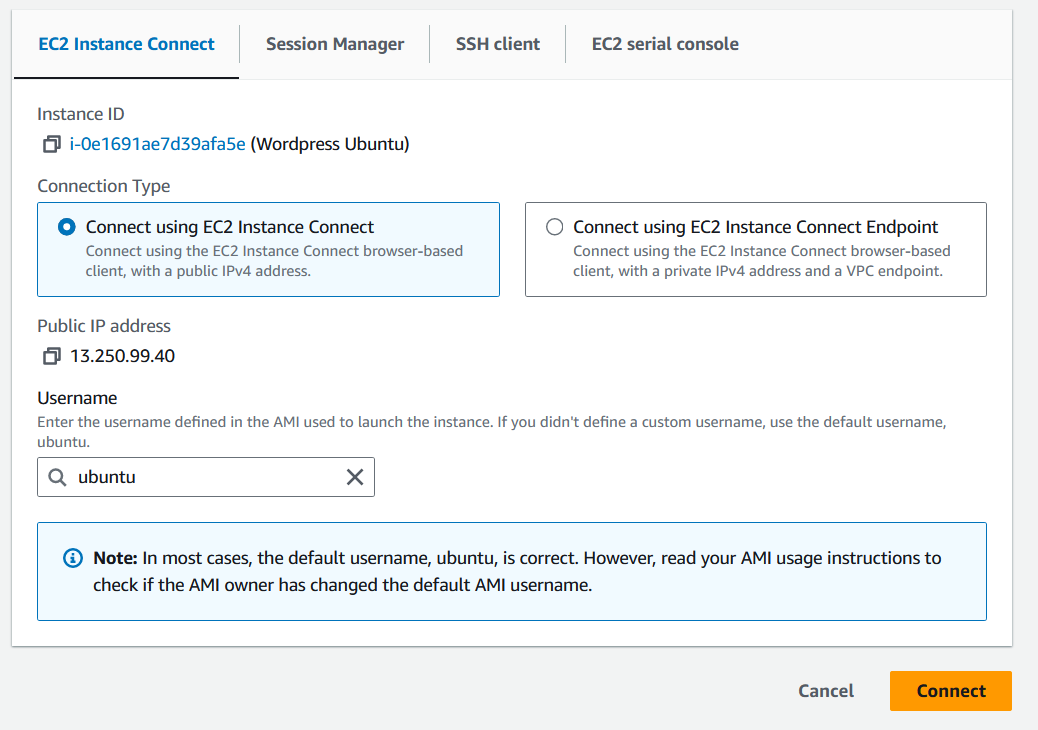 EC2 Instance Connect
Session Manager
SSH client
EC2 serial console
Instance ID
i-0e1691ae7d39afa5e (Wordpress Ubuntu)
Connection Type
Connect using EC2 Instance Connect
Connect using the EC2 Instance Connect browser-based
client, with a public IPv4 address.
Connect using EC2 Instance Connect Endpoint
Connect using the EC2 Instance Connect browser-based
client, with a private IPv4 address and a VPC endpoint.
Public IP address
13.250.99.40
Username
Enter the username defined in the AMI used to launch the instance. If you didn't define a custom username, use the default username,
ubuntu.
ubuntu
Note: In most cases, the default username, ubuntu, is correct. However, read your AMI usage instructions to
check if the AMI owner has changed the default AMI username.
Cancel
Connect